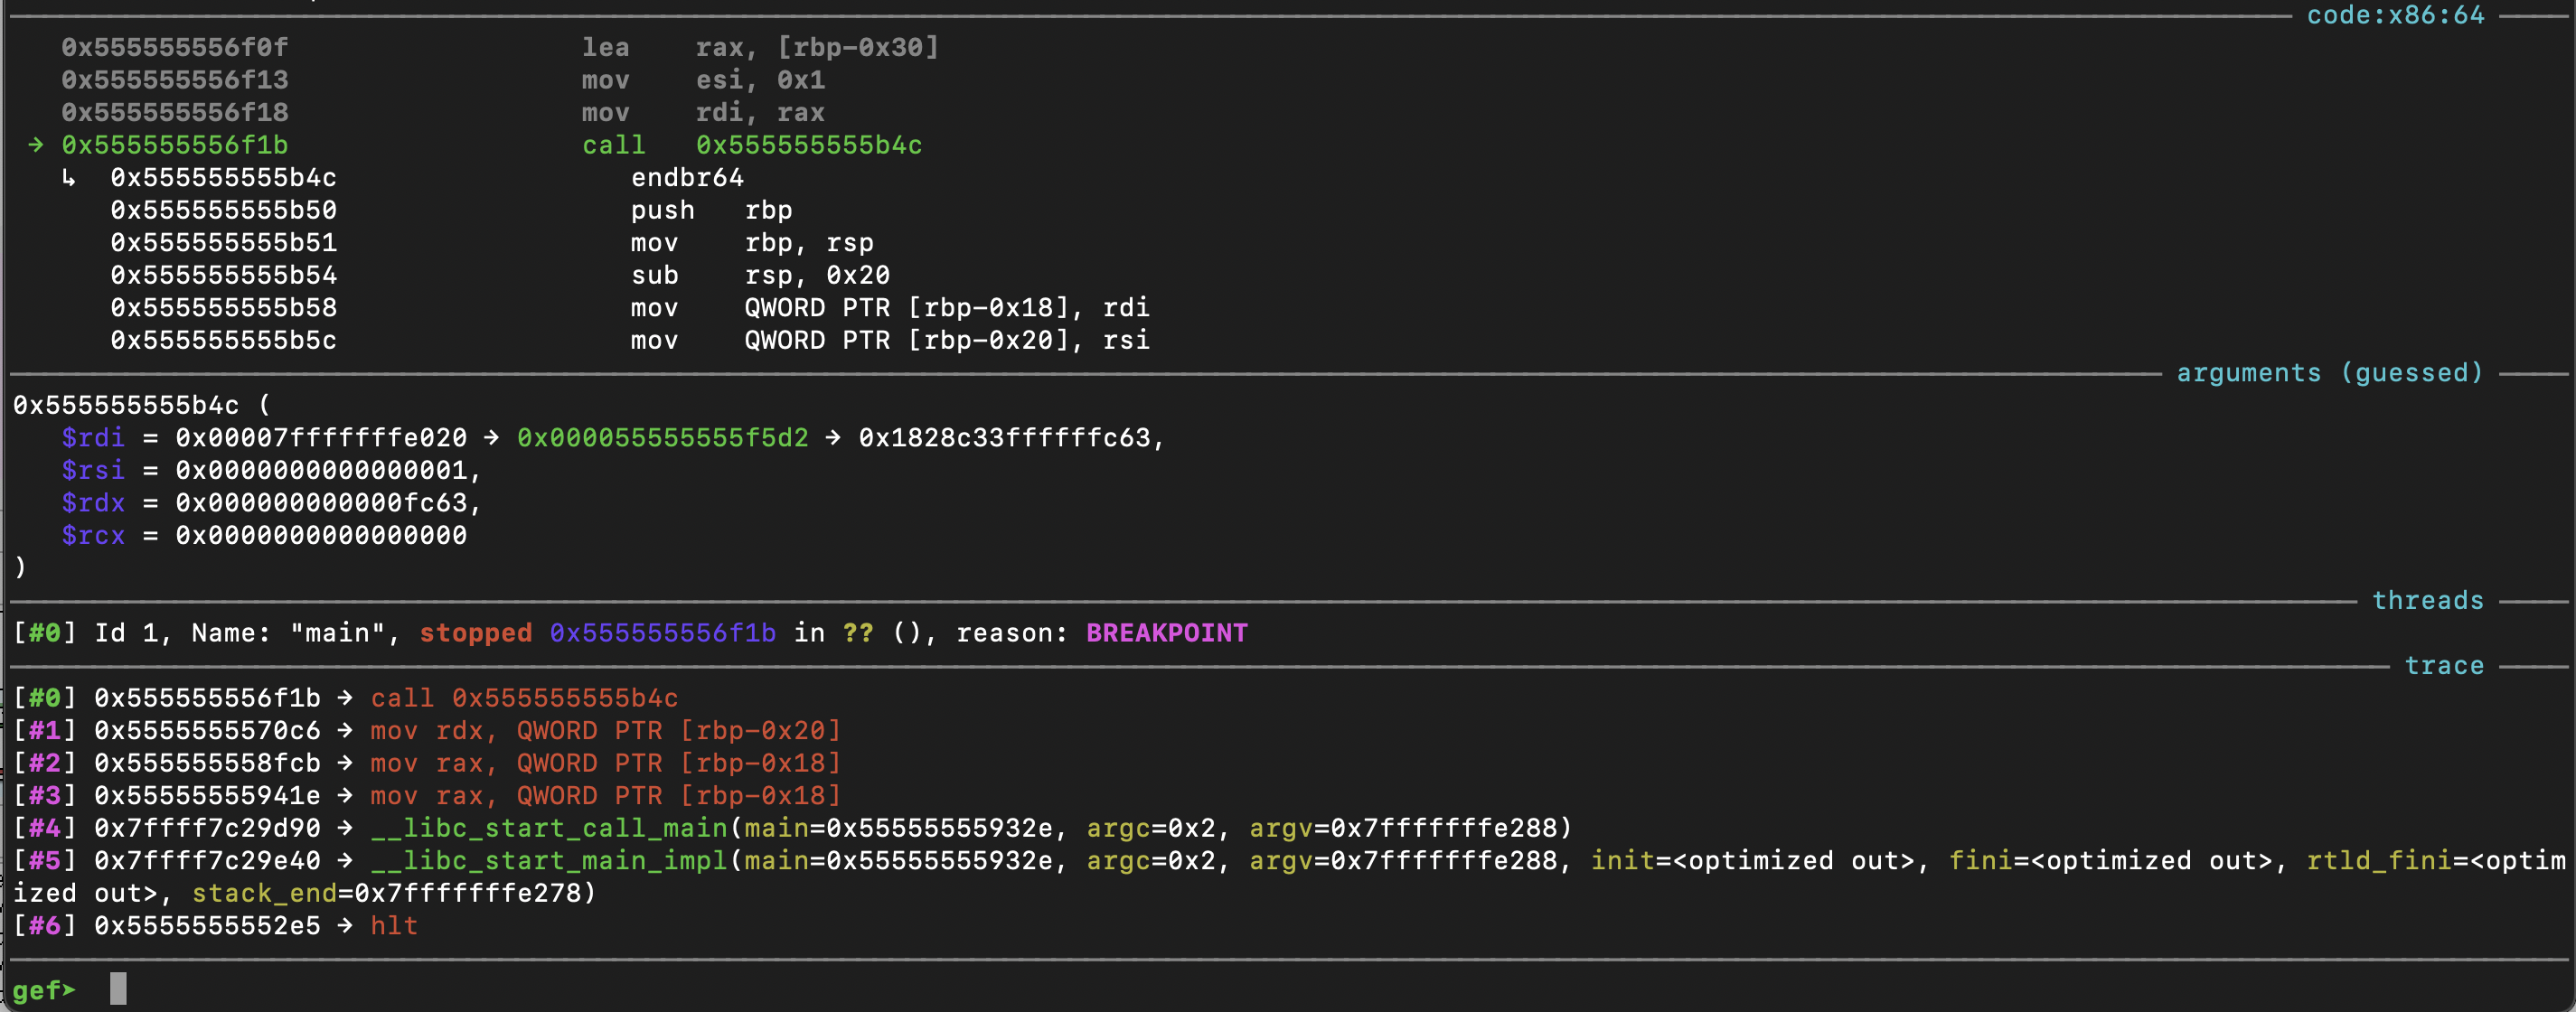 code:x86:64
0x555555556f0f lea rax, [rbp-0x30]
0x555555556f13 mov esi, 0x1
0x555555556f18 mov rdi, rax
→ 0x555555556f1b call 0x555555555b4c
↳ 0x555555555b4c endbr64
0x555555555b50 push rbp
0x555555555b51 mov rbp, rsp
0x555555555b54 sub rsp, 0x20
0x555555555b58 mov QWORD PTR [rbp-0x18], rdi
0x555555555b5c mov QWORD PTR [rbp-0x20], rsi
arguments (guessed)
0x555555555b4c (
$rdi = 0x00007fffffffe020 → 0x000055555555f5d2 → 0x1828c33ffffffc63,
$rsi = 0x0000000000000001,
$rdx = 0x000000000000fc63,
$rcx = 0x0000000000000000
)
threads
[#0] Id 1, Name: "main", stopped 0x555555556f1b in ?? (), reason: BREAKPOINT
trace
[#0] 0x555555556f1b → call 0x555555555b4c
[#1] 0x5555555570c6 → mov rdx, QWORD PTR [rbp-0x20]
[#2] 0x555555558fcb → mov rax, QWORD PTR [rbp-0x18]
[#3] 0x55555555941e → mov rax, QWORD PTR [rbp-0x18]
[#4] 0x7ffff7c29d90 → __libc_start_call_main(main=0x55555555932e, argc=0x2, argv=0x7fffffffe288)
[#5] 0x7ffff7c29e40 → __libc_start_main_impl(main=0x55555555932e, argc=0x2, argv=0x7fffffffe288, init=<optimized out>, fini=<optimized out>, rtld_fini=<optim
ized out>, stack_end=0x7fffffffe278)
[#6] 0x5555555552e5 → hlt
gef➤